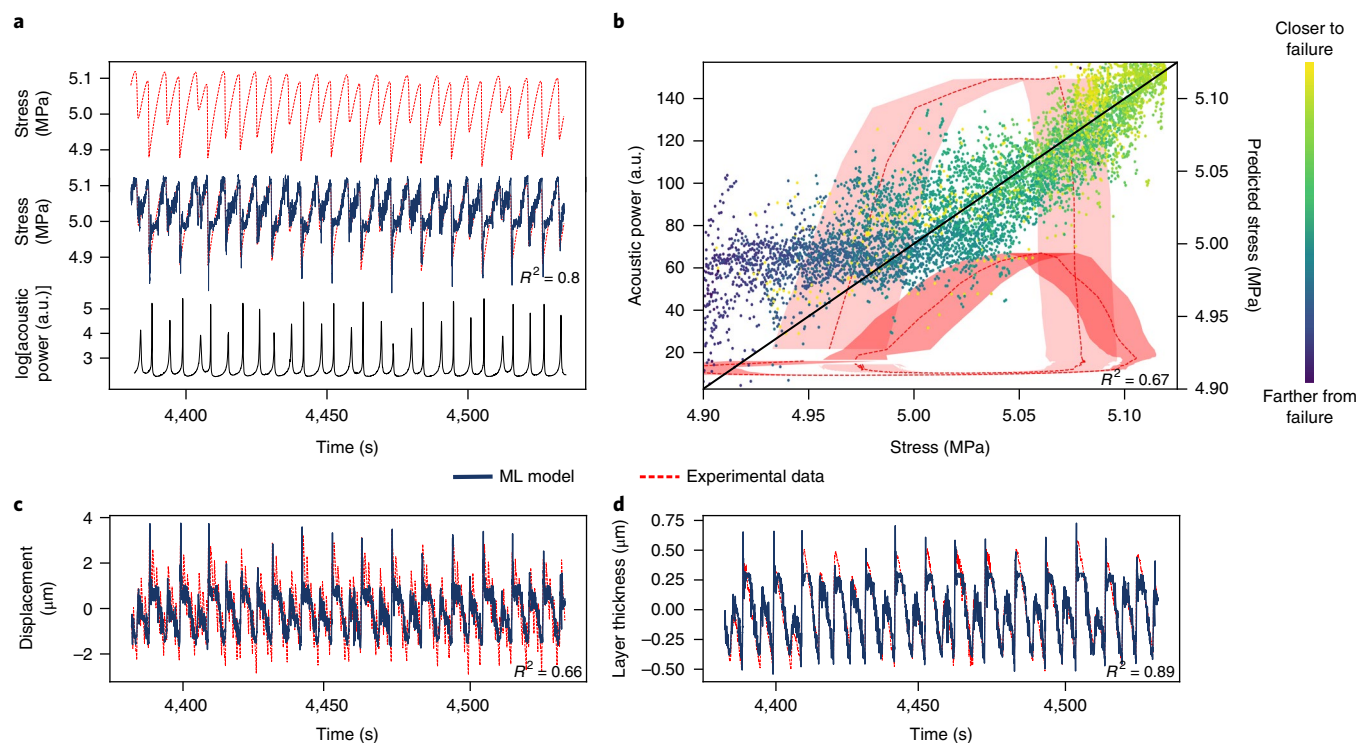 a
Stress
(MPa)
5.1
5.0
4.9
Stress
(MPa)
5.1
5.0
4.9
R² = 0.8
log[acoustic
power (a.u.)]
5
4
3
4,400
4,450
4,500
Time (s)
b
Acoustic power (a.u.)
140
120
100
80
60
40
20
5.10
5.05
5.00
4.95
4.90
Predicted stress (MPa)
R² = 0.67
4.90
4.95
5.00
5.05
5.10
Stress (MPa)
Closer to
failure
Farther from
failure
ML model
Experimental data
c
Displacement
(μm)
4
2
0
−2
R² = 0.66
4,400
4,450
4,500
Time (s)
d
Layer thickness (μm)
0.75
0.50
0.25
0.00
−0.25
−0.50
R² = 0.89
4,400
4,450
4,500
Time (s)